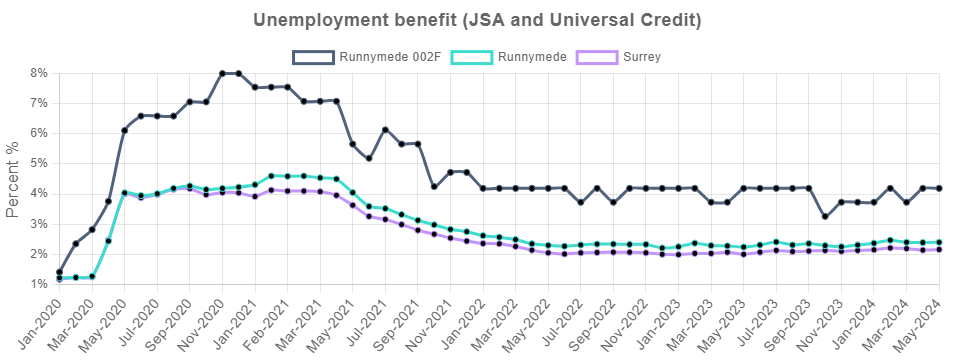 Unemployment benefit (JSA and Universal Credit)
Runnymede 002F Runnymede Surrey
8%
7%
6%
5%
4%
3%
2%
1%
Percent %
Jan-2020 Mar-2020 May-2020 Jul-2020 Sep-2020 Nov-2020 Jan-2021 Feb-2021 Mar-2021 May-2021 Jul-2021 Sep-2021 Nov-2021 Jan-2022 Mar-2022 May-2022 Jul-2022 Sep-2022 Nov-2022 Jan-2023 Mar-2023 May-2023 Jul-2023 Sep-2023 Nov-2023 Jan-2024 Mar-2024 May-2024